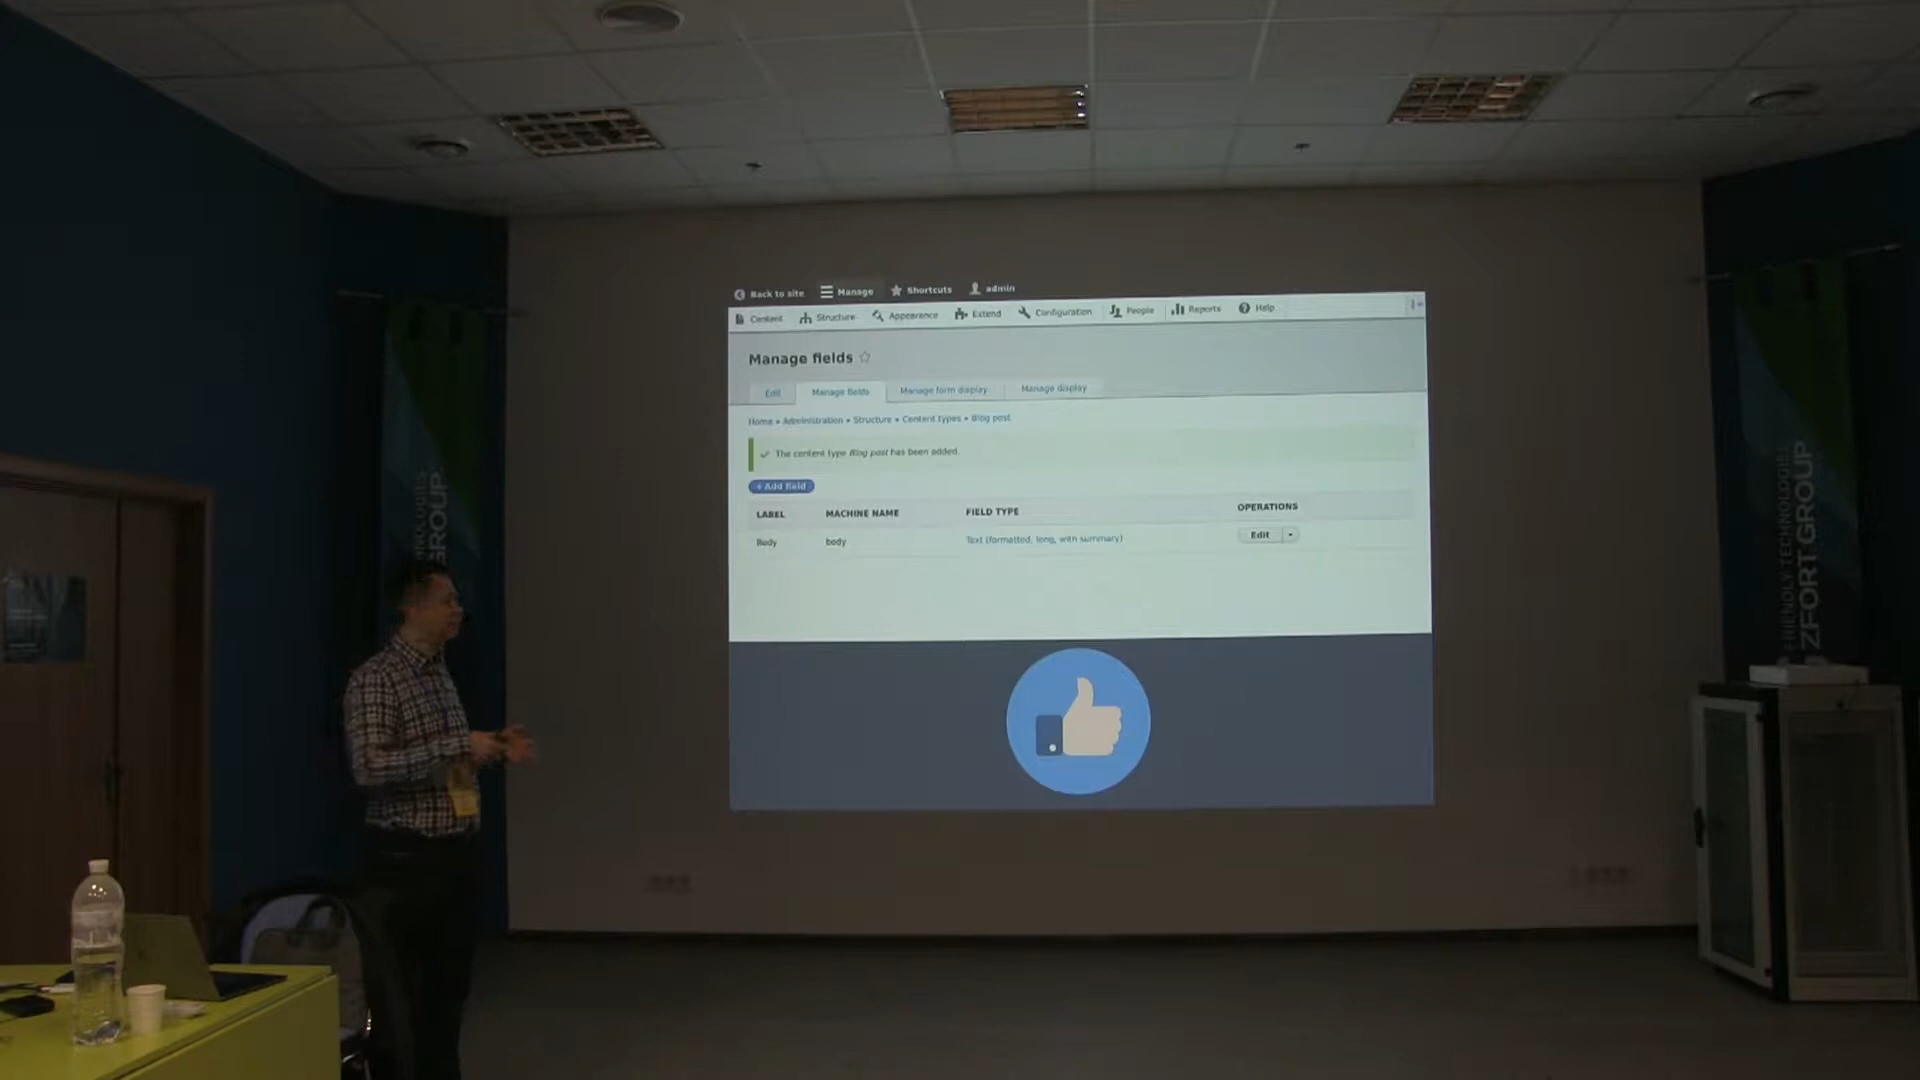 Back to site Manage Shortcuts admin
Content Structure Appearance Extend Configuration People Reports Help
Manage fields
Edit Manage fields Manage form display Manage display
Home » Administration » Structure » Content types » Blog post
The content type Blog post has been added.
+ Add field
LABEL MACHINE NAME FIELD TYPE OPERATIONS
Body body Text (formatted, long, with summary) Edit
GROUP
FRIENDLY TECHNOLOGIES
ZFORT GROUP